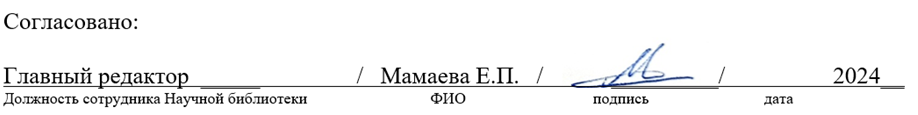 Согласовано:
Главный редактор / Мамаева Е.П. / / 2024
Должность сотрудника Научной библиотеки ФИО подпись дата